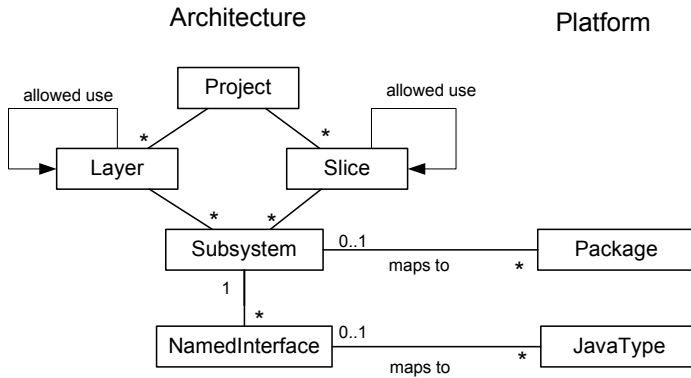 Architecture
Platform
Project
allowed use
allowed use
*
*
Layer
Slice
*
*
Subsystem
0..1
maps to
*
Package
1
*
NamedInterface
0..1
maps to
*
JavaType